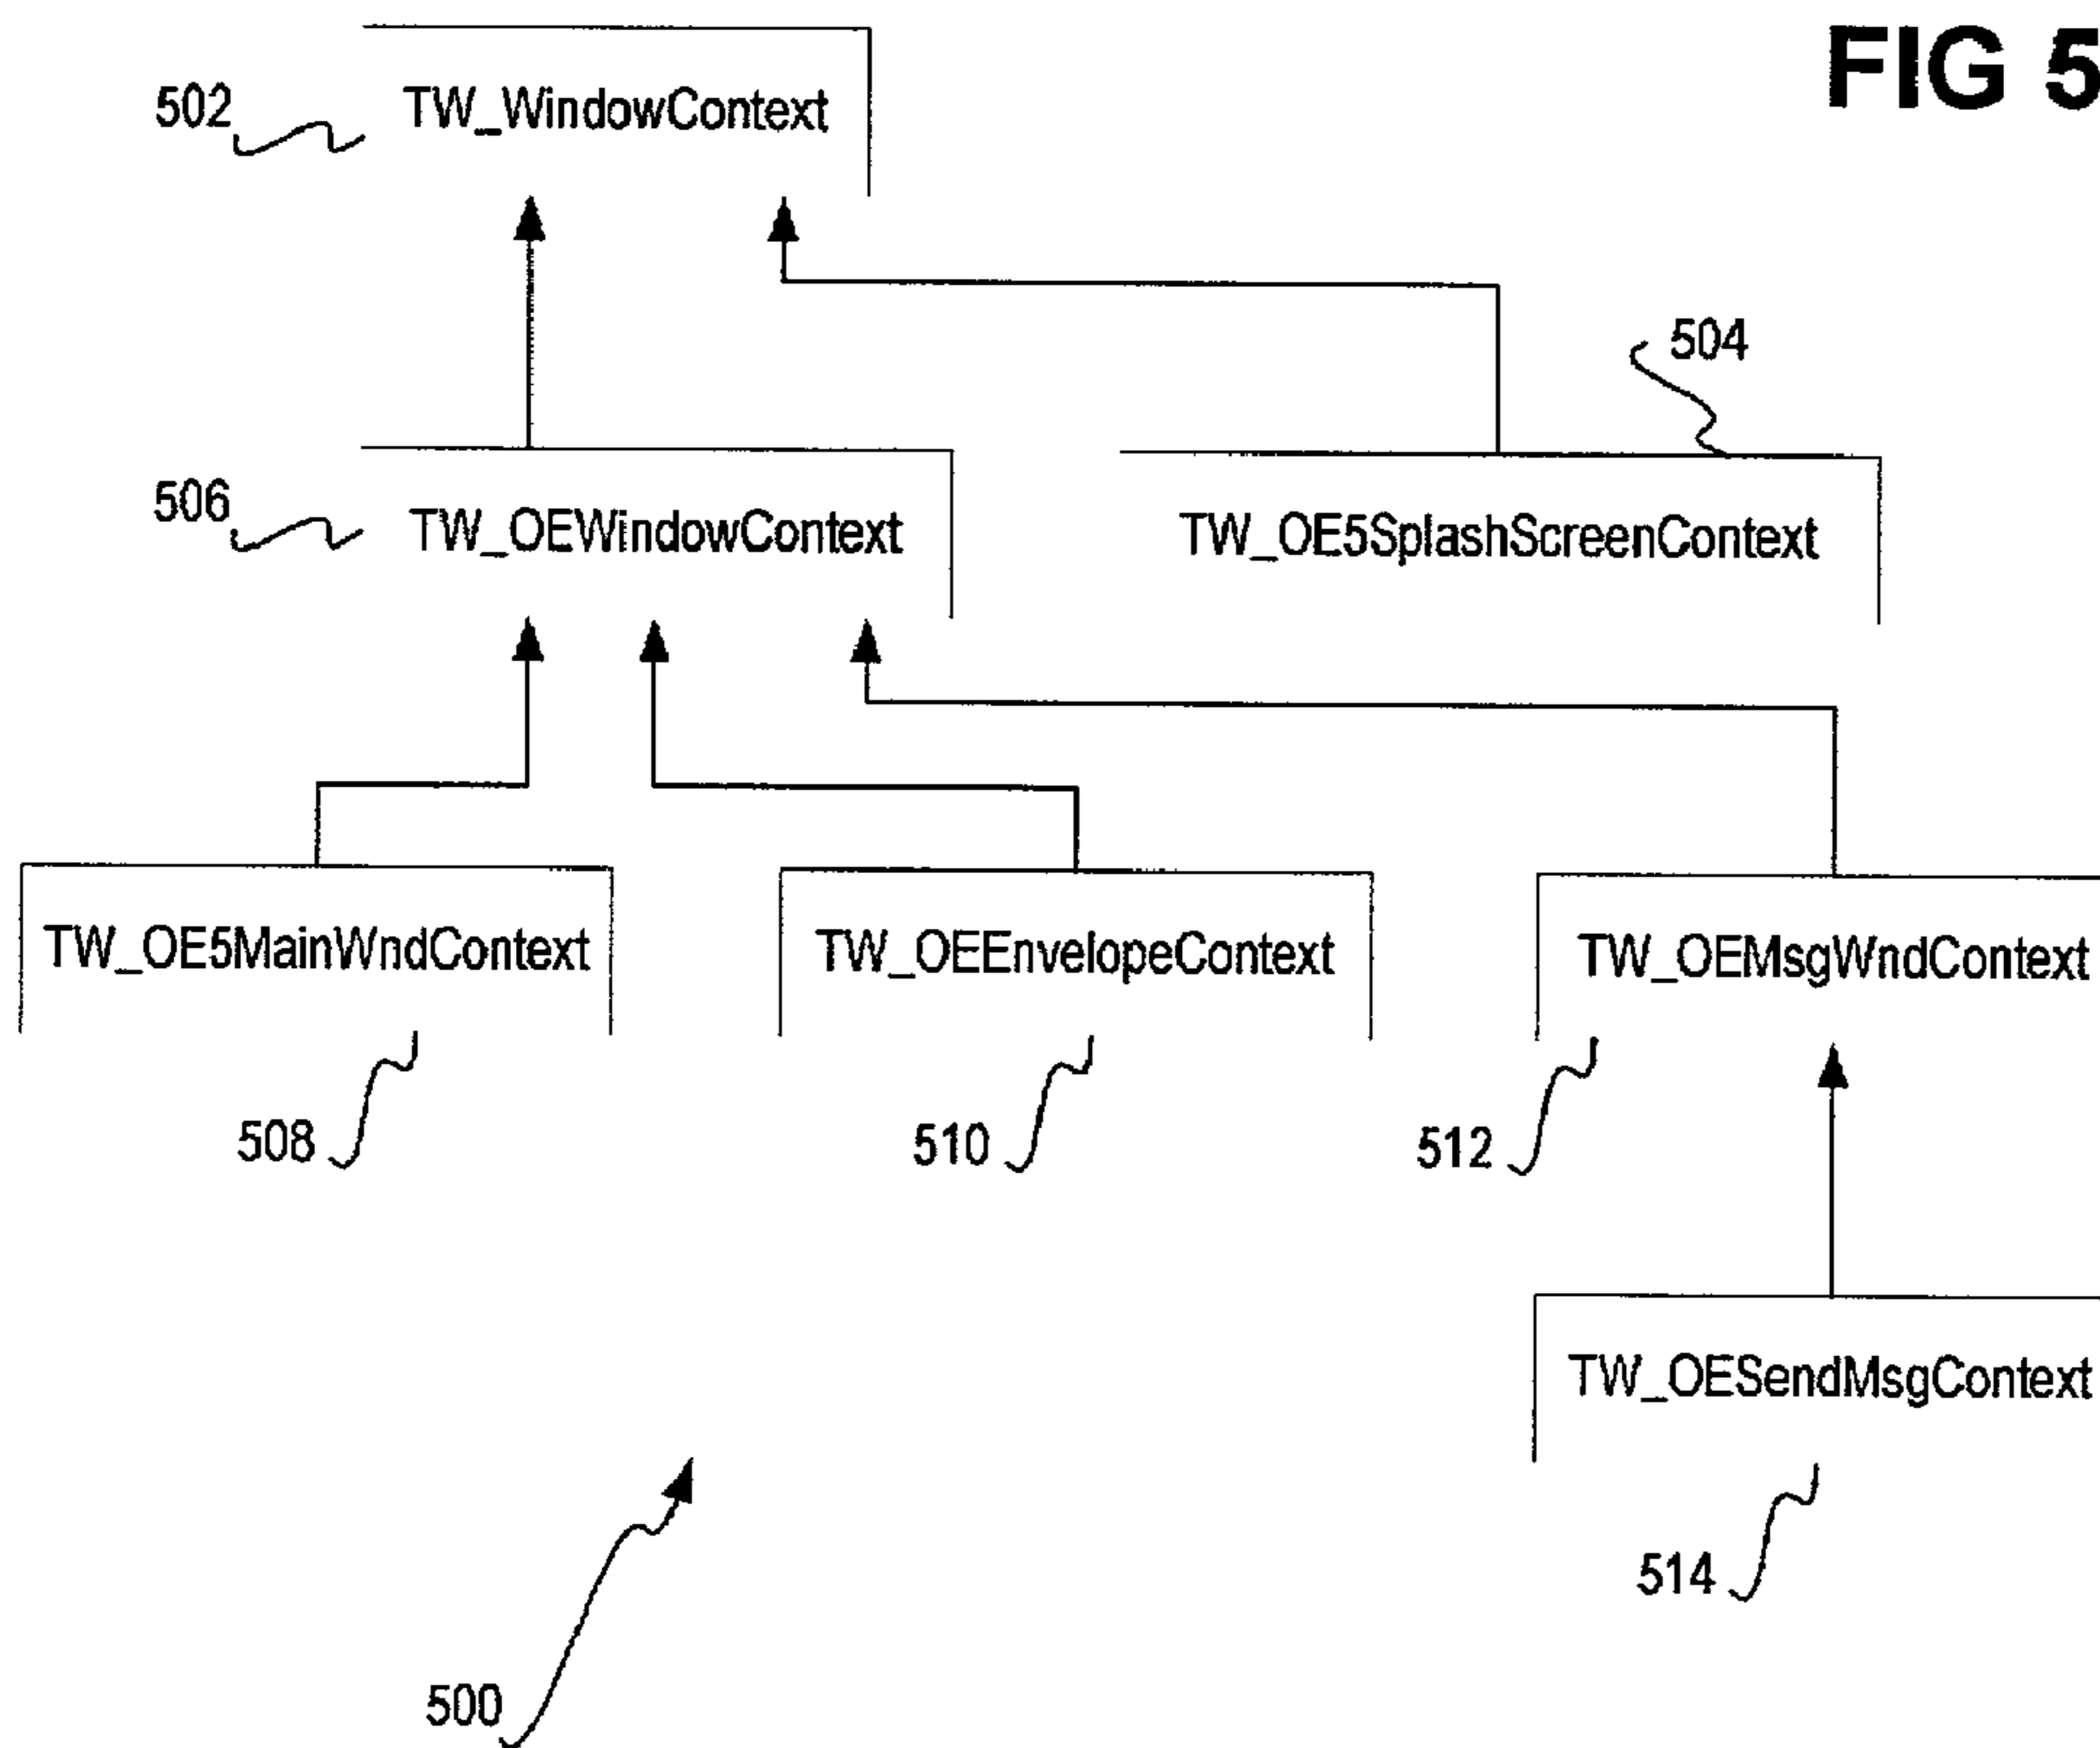 FIG 5
502
TW_WindowContext
504
506
TW_OEWindowContext
TW_OE5SplashScreenContext
TW_OE5MainWndContext
TW_OEEnvelopeContext
TW_OEMsgWndContext
508
510
512
TW_OESendMsgContext
514
500